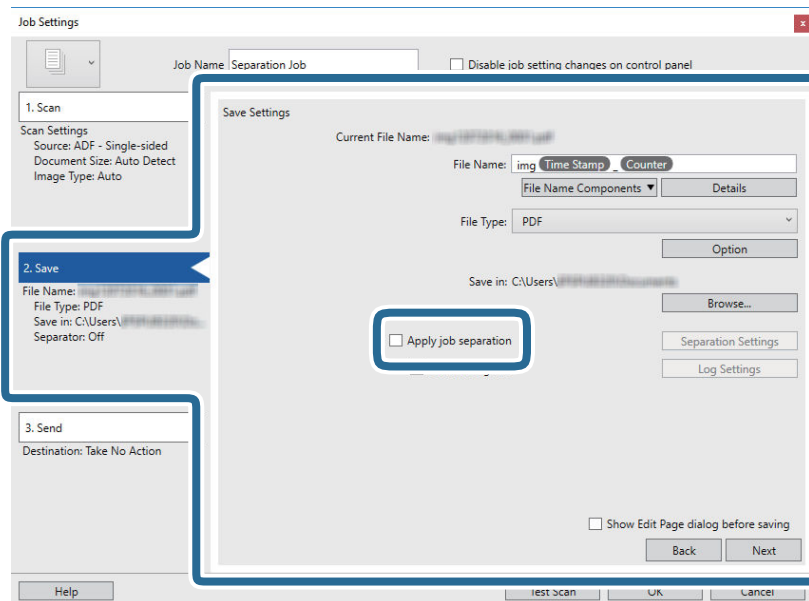 Job Settings
Job Name Separation Job Disable job setting changes on control panel
1. Scan
Scan Settings
Source: ADF - Single-sided
Document Size: Auto Detect
Image Type: Auto
2. Save
File Name:
File Type: PDF
Save in: C:\Users\
Separator: Off
3. Send
Destination: Take No Action
Save Settings
Current File Name:
File Name: img Time Stamp _ Counter
File Name Components ▼ Details
File Type: PDF
Option
Save in: C:\Users\
Browse...
Apply job separation Separation Settings
Log Settings
Show Edit Page dialog before saving
Back Next
Help Test Scan OK Cancel